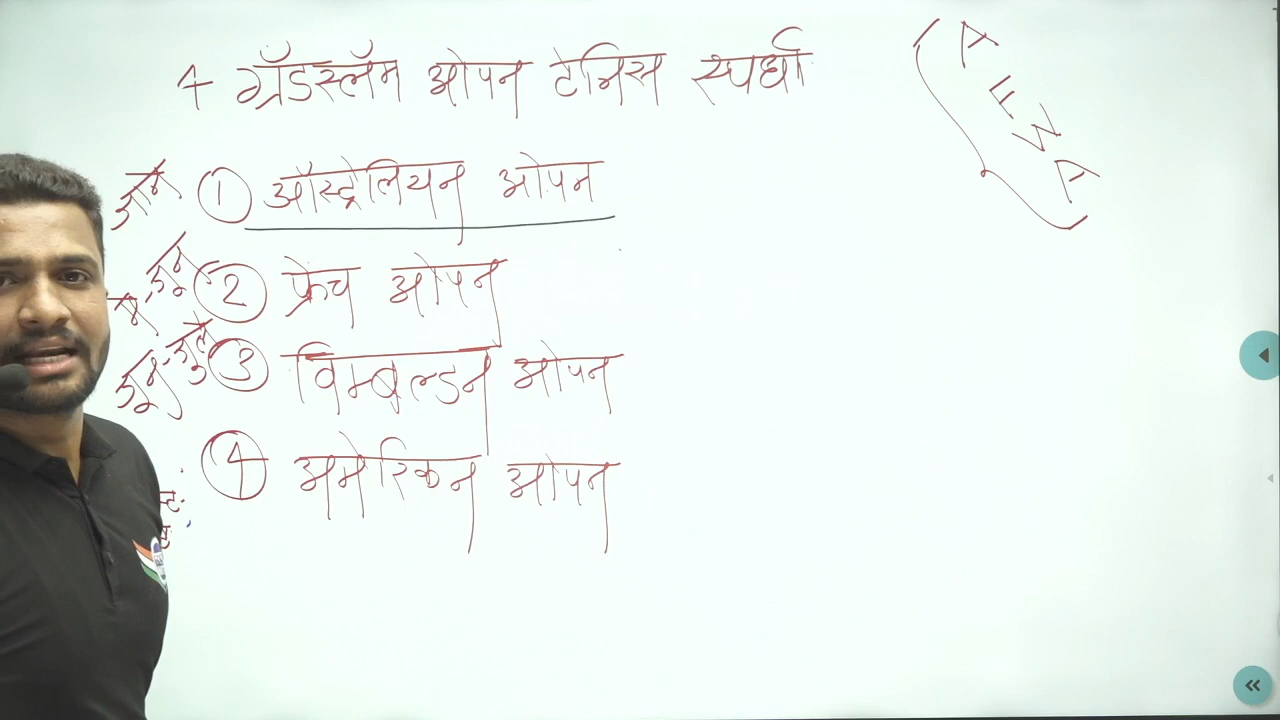 4 ग्रॅडस्लॅम ओपन टेनिस स्पर्धा
जाने ① ऑस्ट्रेलियन ओपन
मे-जून ② फ्रेंच ओपन
जून-जुलै ③ विम्बल्डन ओपन
④ अमेरिकन ओपन
A
F
W
A